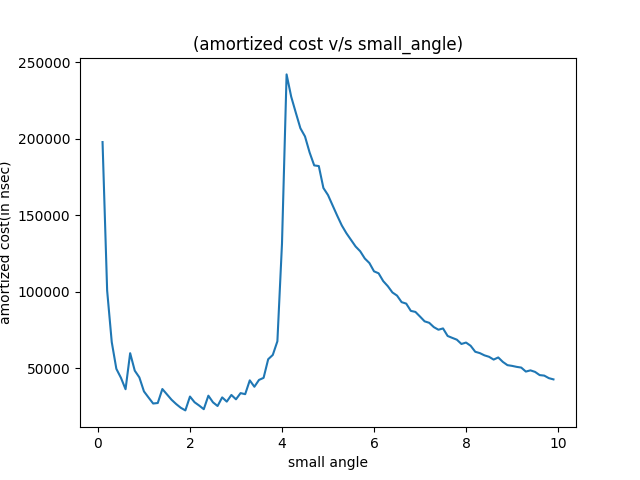 (amortized cost v/s small_angle)
amortized cost(in nsec)
250000
200000
150000
100000
50000
0 2 4 6 8 10
small angle